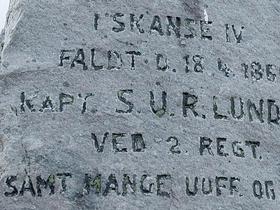 I SKANSE IV
FALDT D. 18 4. 186
KAPT. S.U.R. LUND
VED 2. REGT.
SAMT MANGE UOFF. OG